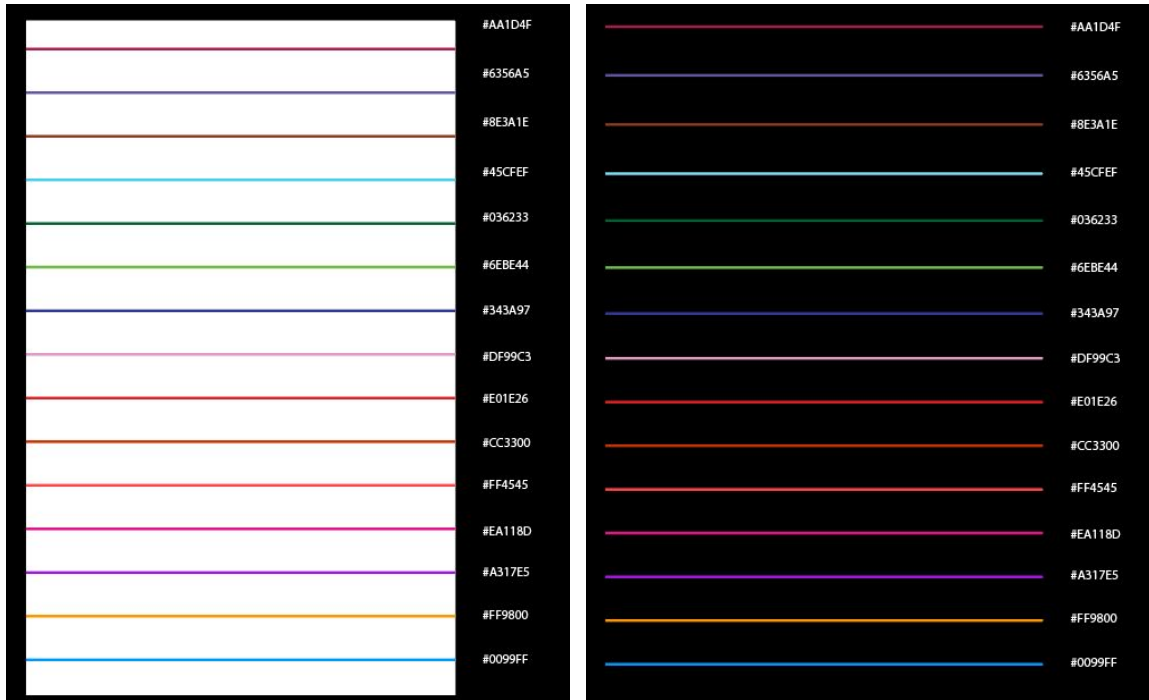 #AA1D4F
#6356A5
#8E3A1E
#45CFEF
#036233
#6EBE44
#343A97
#DF99C3
#E01E26
#CC3300
#FF4545
#EA118D
#A317E5
#FF9800
#0099FF
#AA1D4F
#6356A5
#8E3A1E
#45CFEF
#036233
#6EBE44
#343A97
#DF99C3
#E01E26
#CC3300
#FF4545
#EA118D
#A317E5
#FF9800
#0099FF